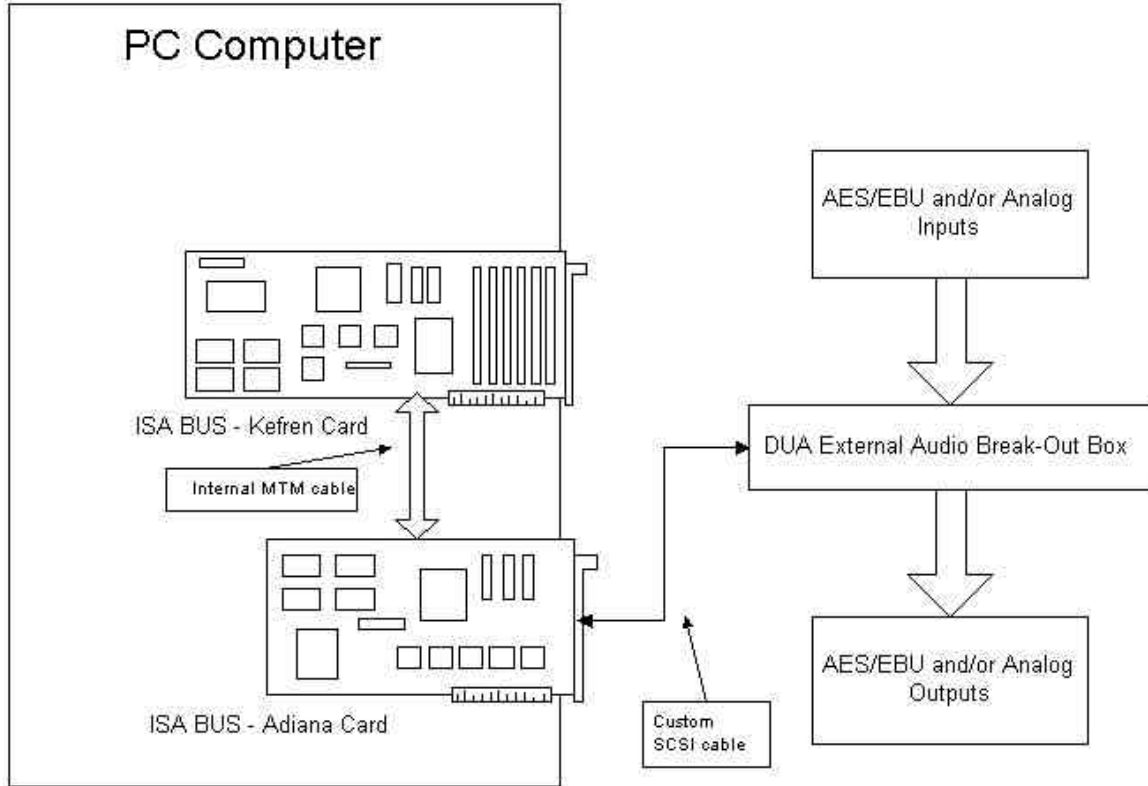 PC Computer
AES/EBU and/or Analog
Inputs
ISA BUS - Kefren Card
Internal MTM cable
DUA External Audio Break-Out Box
ISA BUS - Adiana Card
Custom
SCSI cable
AES/EBU and/or Analog
Outputs